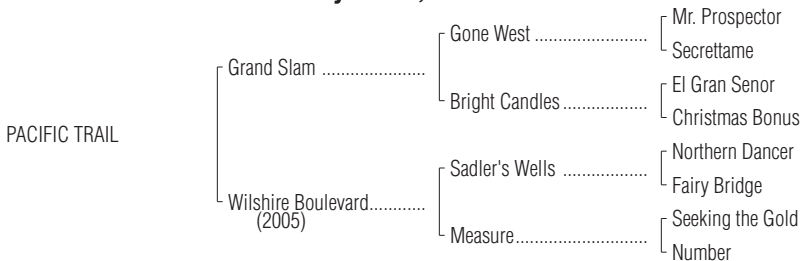 Mr. Prospector
Gone West ........................
Secrettame
Grand Slam ......................
El Gran Senor
Bright Candles ..................
Christmas Bonus
PACIFIC TRAIL
Northern Dancer
Sadler's Wells ..................
Fairy Bridge
Wilshire Boulevard............
(2005)
Seeking the Gold
Measure............................
Number